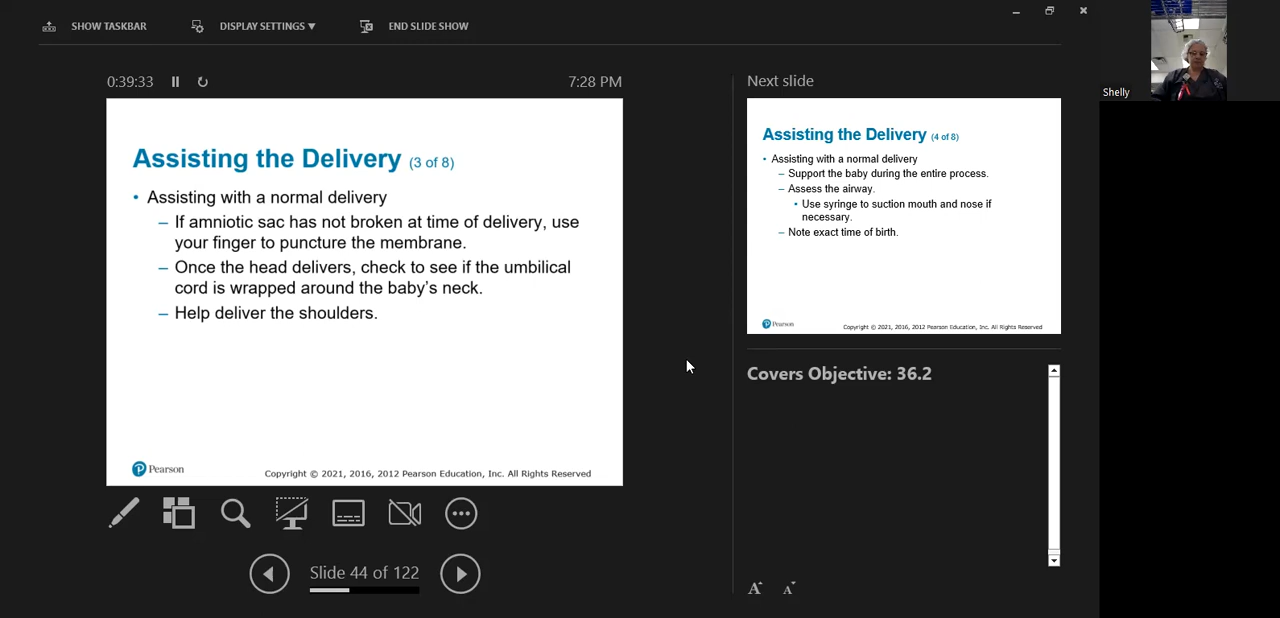 SHOW TASKBAR
DISPLAY SETTINGS ▼
END SLIDE SHOW
0:39:33
7:28 PM
Assisting the Delivery (3 of 8)
• Assisting with a normal delivery
– If amniotic sac has not broken at time of delivery, use
your finger to puncture the membrane.
– Once the head delivers, check to see if the umbilical
cord is wrapped around the baby's neck.
– Help deliver the shoulders.
Pearson
Copyright © 2021, 2016, 2012 Pearson Education, Inc. All Rights Reserved
Slide 44 of 122
Next slide
Assisting the Delivery (4 of 8)
• Assisting with a normal delivery
– Support the baby during the entire process.
– Assess the airway.
• Use syringe to suction mouth and nose if
necessary.
– Note exact time of birth.
Pearson
Copyright © 2021, 2016, 2012 Pearson Education, Inc. All Rights Reserved
Covers Objective: 36.2
A A
Shelly